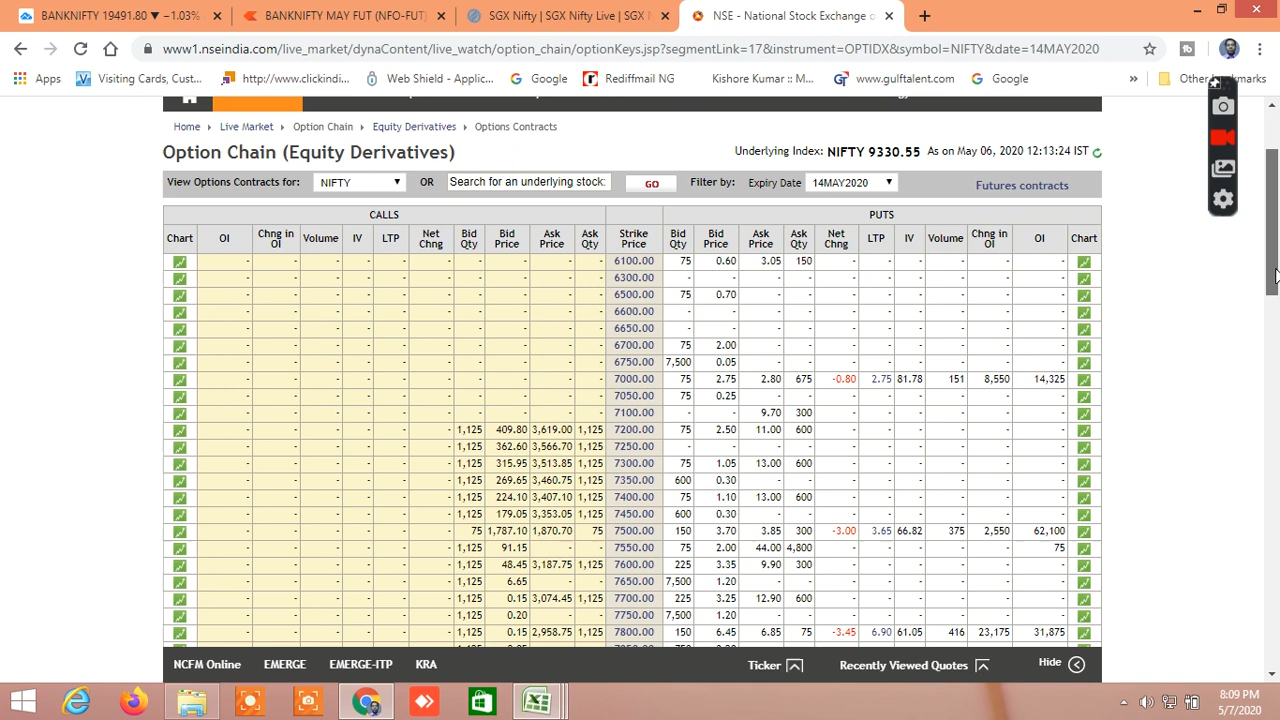 BANKNIFTY 19491.80 ▼ −1.03%
BANKNIFTY MAY FUT (NFO-FUT)
SGX Nifty | SGX Nifty Live | SGX
NSE - National Stock Exchange o
www1.nseindia.com/live_market/dynaContent/live_watch/option_chain/optionKeys.jsp?segmentLink=17&instrument=OPTIDX&symbol=NIFTY&date=14MAY2020
Apps Visiting Cards, Cust... http://www.clickindi... Web Shield - Applic... Google Rediffmail NG Kishore Kumar :: M... www.gulftalent.com Google » Other bookmarks
Home Live Market Option Chain Equity Derivatives Options Contracts
Option Chain (Equity Derivatives) Underlying Index: NIFTY 9330.55 As on May 06, 2020 12:13:24 IST
View Options Contracts for: NIFTY OR Search for an underlying stock: GO Filter by: Expiry Date 14MAY2020 Futures contracts
CALLS PUTS
Chart OI Chng in OI Volume IV LTP Net Chng Bid Qty Bid Price Ask Price Ask Qty Strike Price Bid Qty Bid Price Ask Price Ask Qty Net Chng LTP IV Volume Chng in OI OI Chart
- - - - - - - - - - 6100.00 75 0.60 3.05 150 - - - - - -
- - - - - - - - - - 6300.00 - - - - - - - - - -
- - - - - - - - - - 6500.00 75 0.70 - - - - - - - -
- - - - - - - - - - 6600.00 - - - - - - - - - -
- - - - - - - - - - 6650.00 - - - - - - - - - -
- - - - - - - - - - 6700.00 75 2.00 - - - - - - - -
- - - - - - - - - - 6750.00 7,500 0.05 - - - - - - - -
- - - - - - - - - - 7000.00 75 2.75 2.80 675 -0.80 2.75 81.78 151 8,550 14,325
- - - - - - - - - - 7050.00 75 0.25 - - - - - - - -
- - - - - - - - - - 7100.00 - - 9.70 300 - - - - - -
- - - - - - 1,125 409.80 3,619.00 1,125 7200.00 75 2.50 11.00 600 - - - - - -
- - - - - - 1,125 362.60 3,566.70 1,125 7250.00 - - - - - - - - - -
- - - - - - 1,125 315.95 3,513.85 1,125 7300.00 75 1.05 13.00 600 - - - - - -
- - - - - - 1,125 269.65 3,460.75 1,125 7350.00 600 0.30 - - - - - - - -
- - - - - - 1,125 224.10 3,407.10 1,125 7400.00 75 1.10 13.00 600 - - - - - -
- - - - - - 1,125 179.05 3,353.05 1,125 7450.00 600 0.30 - - - - - - - -
- - - - - - 75 1,787.10 1,870.70 75 7500.00 150 3.70 3.85 300 -3.00 3.65 66.82 375 2,550 62,100
- - - - - - 1,125 91.15 - - 7550.00 75 2.00 44.00 4,800 - - - - - 75
- - - - - - 1,125 48.45 3,187.75 1,125 7600.00 225 3.35 9.90 300 - - - - - -
- - - - - - 1,125 6.65 - - 7650.00 7,500 1.20 - - - - - - - -
- - - - - - 1,125 0.15 3,074.45 1,125 7700.00 225 3.25 12.90 600 - - - - - -
- - - - - - 1,125 0.20 - - 7750.00 7,500 1.20 - - - - - - - -
- - - - - - 1,125 0.15 2,958.75 1,125 7800.00 150 6.45 6.85 75 -3.45 6.90 61.05 416 23,175 31,875
NCFM Online EMERGE EMERGE-ITP KRA Ticker Recently Viewed Quotes Hide
8:09 PM
5/7/2020